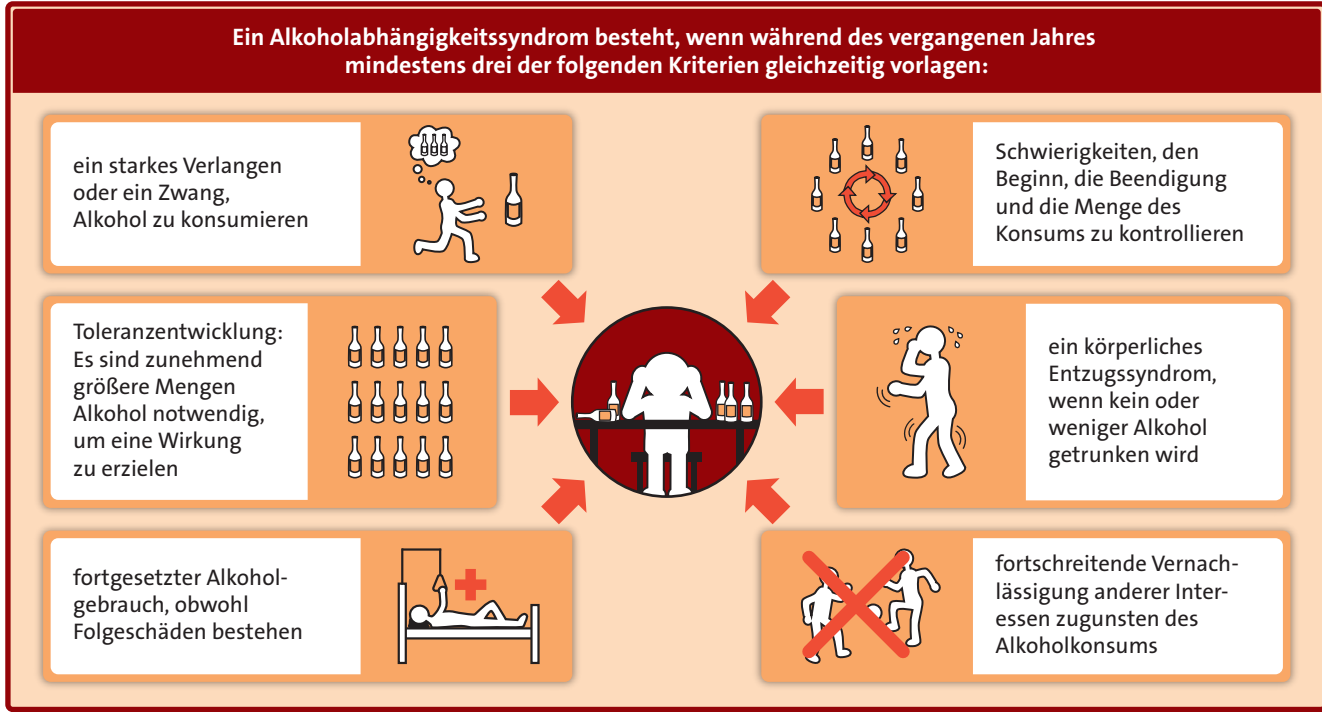 Ein Alkoholabhängigkeitssyndrom besteht, wenn während des vergangenen Jahres
mindestens drei der folgenden Kriterien gleichzeitig vorlagen:
ein starkes Verlangen
oder ein Zwang,
Alkohol zu konsumieren
Schwierigkeiten, den
Beginn, die Beendigung
und die Menge des
Konsums zu kontrollieren
Toleranzentwicklung:
Es sind zunehmend
größere Mengen
Alkohol notwendig,
um eine Wirkung
zu erzielen
ein körperliches
Entzugssyndrom,
wenn kein oder
weniger Alkohol
getrunken wird
fortgesetzter Alkohol-
gebrauch, obwohl
Folgeschäden bestehen
fortschreitende Vernach-
lässigung anderer Inter-
essen zugunsten des
Alkoholkonsums